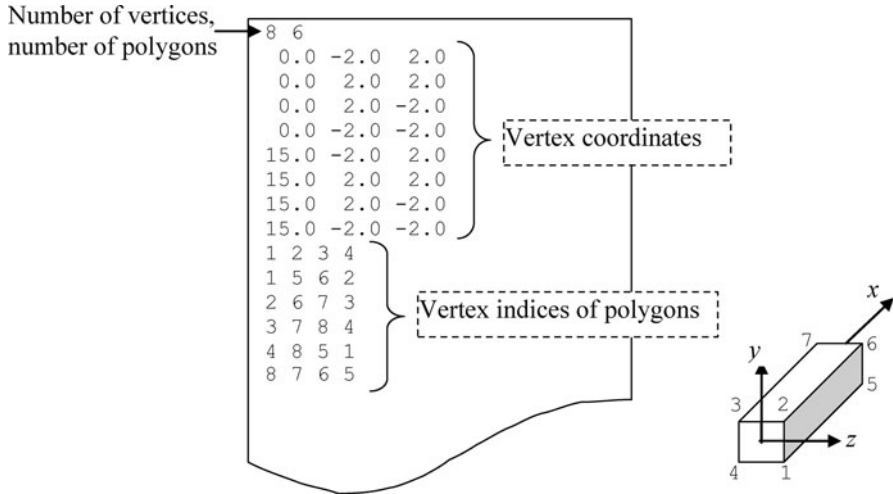 Number of vertices,
number of polygons
8 6
0.0 -2.0 2.0
0.0 2.0 2.0
0.0 2.0 -2.0
0.0 -2.0 -2.0
15.0 -2.0 2.0
15.0 2.0 2.0
15.0 2.0 -2.0
15.0 -2.0 -2.0
Vertex coordinates
1 2 3 4
1 5 6 2
2 6 7 3
3 7 8 4
4 8 5 1
8 7 6 5
Vertex indices of polygons
x
7 6
y
5
3 2
z
4 1